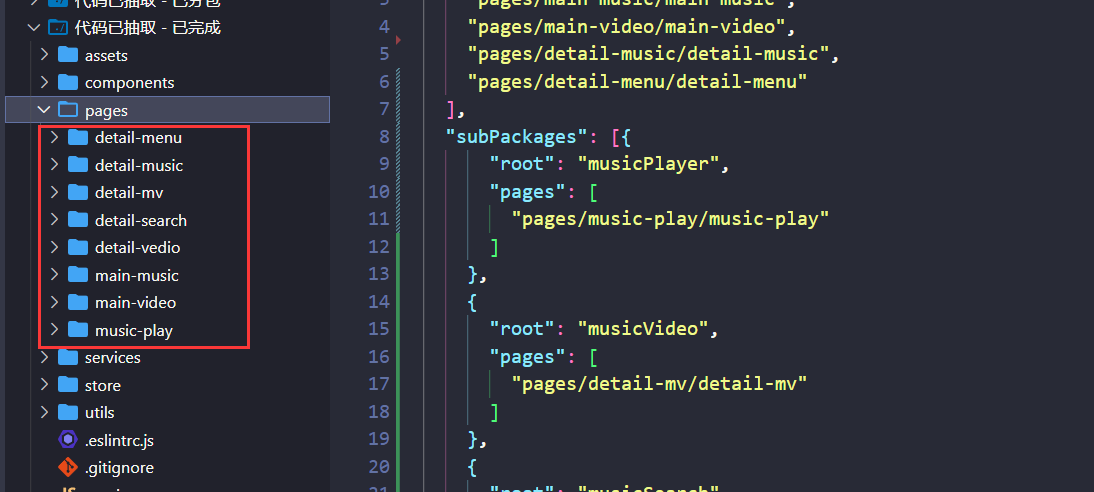 代码已抽取 - 已分包
代码已抽取 - 已完成
assets
components
pages
detail-menu
detail-music
detail-mv
detail-search
detail-vedio
main-music
main-video
music-play
services
store
utils
.eslintrc.js
.gitignore
3 "pages/main-music/main-music",
4 "pages/main-video/main-video",
5 "pages/detail-music/detail-music",
6 "pages/detail-menu/detail-menu"
7 ],
8 "subPackages": [{
9 "root": "musicPlayer",
10 "pages": [
11 "pages/music-play/music-play"
12 ]
13 },
14 {
15 "root": "musicVideo",
16 "pages": [
17 "pages/detail-mv/detail-mv"
18 ]
19 },
20 {
21 "root": "musicSearch"